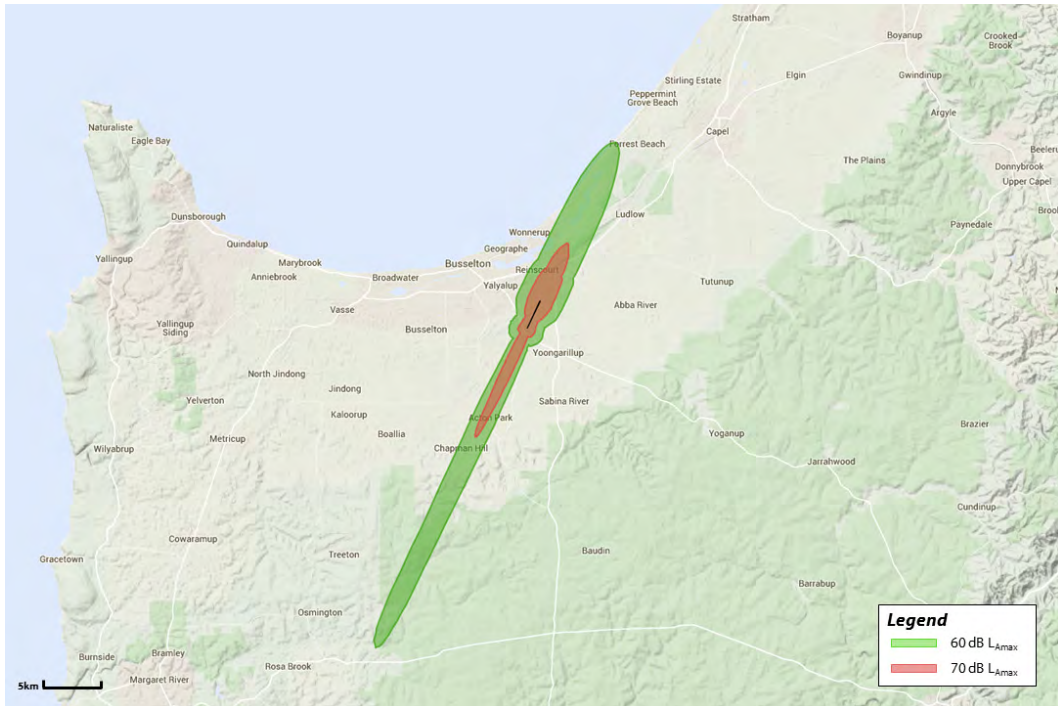 Stratham
Boyanup
Crooked
Brook
Elgin
Gwindinup
Stirling Estate
Peppermint
Grove Beach
Argyle
Naturaliste
Capel
Eagle Bay
Forrest Beach
Donnybrook
The Plains
Upper Capel
Dunsborough
Ludlow
Paynedale
Wonnerup
Quindalup
Geographe
Yallingup
Marybrook
Busselton
Reinscourt
Anniebrook
Broadwater
Yalyalup
Tutunup
Vasse
Abba River
Yallingup
Siding
Busselton
Yoongarillup
North Jindong
Jindong
Yelverton
Sabina River
Kaloorup
Acton Park
Brazier
Boallia
Yoganup
Metricup
Wilyabrup
Chapman Hill
Jarrahwood
Cundinup
Cowaramup
Treeton
Baudin
Gracetown
Barrabup
Osmington
Legend
60 dB LAmax
70 dB LAmax
Burnside
Bramley
Rosa Brook
Margaret River
5km